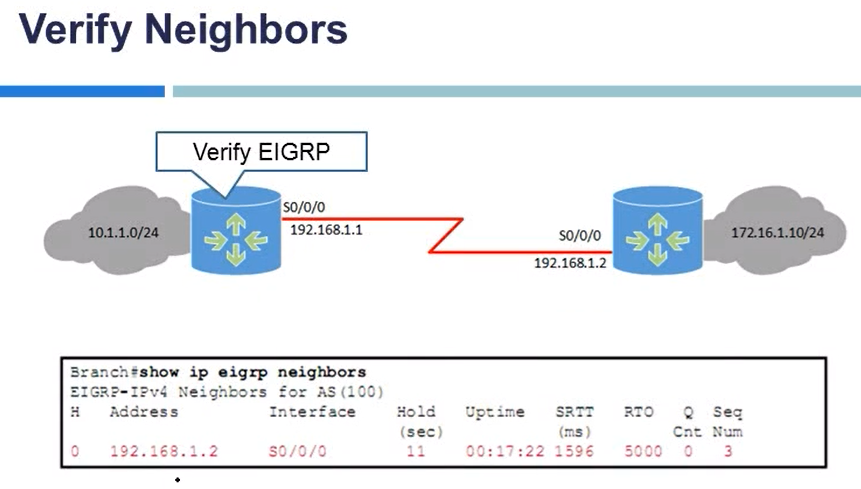 Verify Neighbors
Verify EIGRP
S0/0/0
10.1.1.0/24
192.168.1.1
S0/0/0
172.16.1.10/24
192.168.1.2
Branch#show ip eigrp neighbors
EIGRP-IPv4 Neighbors for AS(100)
H Address Interface Hold Uptime SRTT RTO Q Seq
(sec) (ms) Cnt Num
0 192.168.1.2 S0/0/0 11 00:17:22 1596 5000 0 3